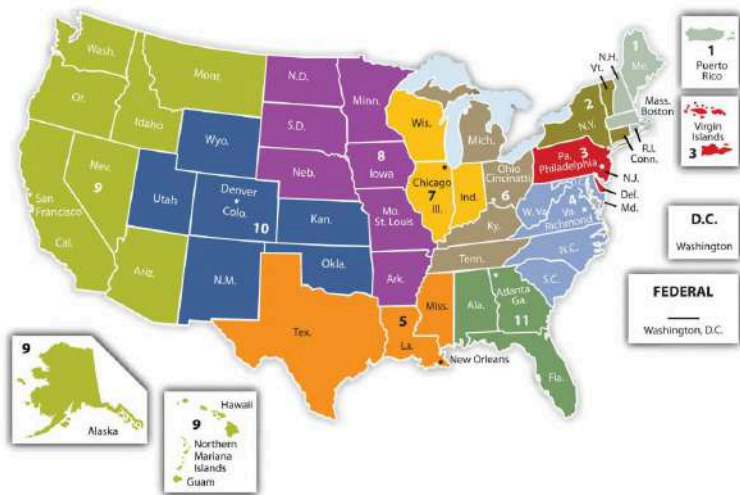 Wash.
Or.
Idaho
Mont.
Nev.
9
San
Francisco
Cal.
Ariz.
Wyo.
Utah
Denver
Colo.
10
Kan.
Okla.
N.M.
N.D.
S.D.
Neb.
Minn.
8
Iowa
Mo.
St. Louis
Ark.
Tex.
5
La.
Miss.
New Orleans
Wis.
Chicago
7
Ill.
Ind.
Mich.
Ohio
Cincinatti
6
Ky.
Tenn.
Ala.
Atlanta
Ga.
11
Fla.
W. Va.
4
Va.
Richmond
N.C.
S.C.
Pa.
3
Philadelphia
2
N.Y.
Vt.
N.H.
1
Me.
Mass.
Boston
R.I.
Conn.
N.J.
Del.
Md.
1
Puerto
Rico
Virgin
Islands
3
D.C.
Washington
FEDERAL
Washington, D.C.
9
Alaska
Hawaii
9
Northern
Mariana
Islands
Guam